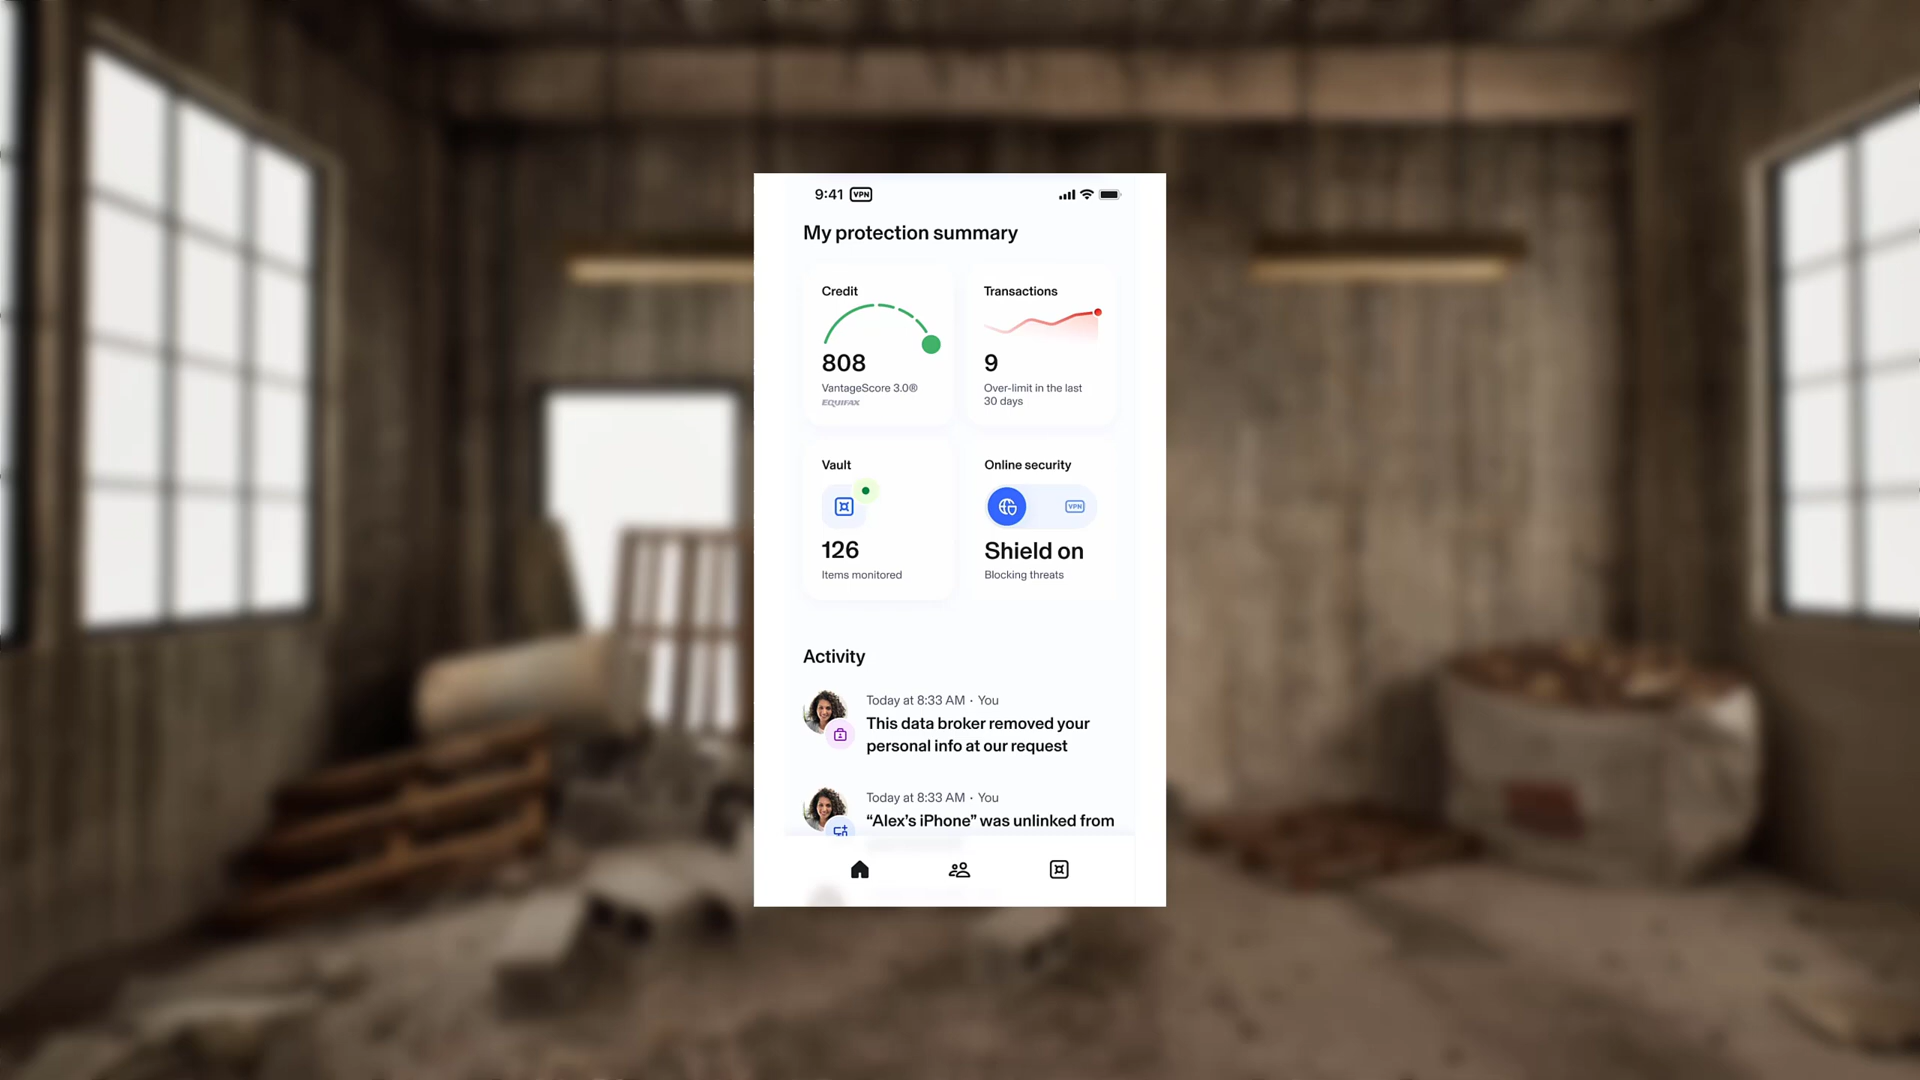 9:41 VPN
My protection summary
Credit
808
VantageScore 3.0®
EQUIFAX
Transactions
9
Over-limit in the last
30 days
Vault
126
Items monitored
Online security
VPN
Shield on
Blocking threats
Activity
Today at 8:33 AM · You
This data broker removed your
personal info at our request
Today at 8:33 AM · You
“Alex’s iPhone” was unlinked from